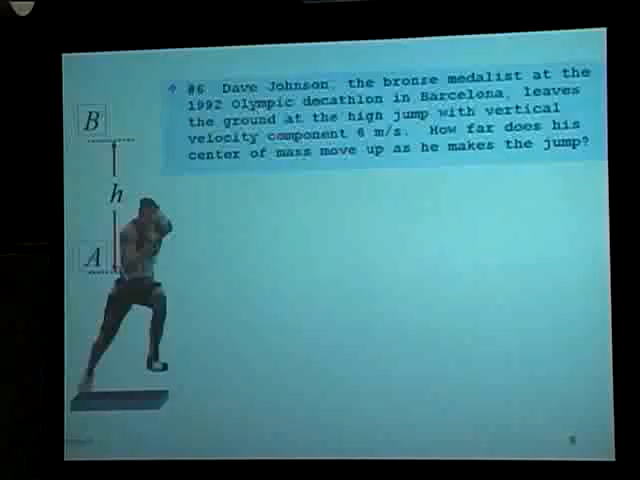 #6 Dave Johnson, the bronze medalist at the
1992 Olympic decathlon in Barcelona, leaves
the ground at the high jump with vertical
velocity component 6 m/s. How far does his
center of mass move up as he makes the jump?
B
h
A